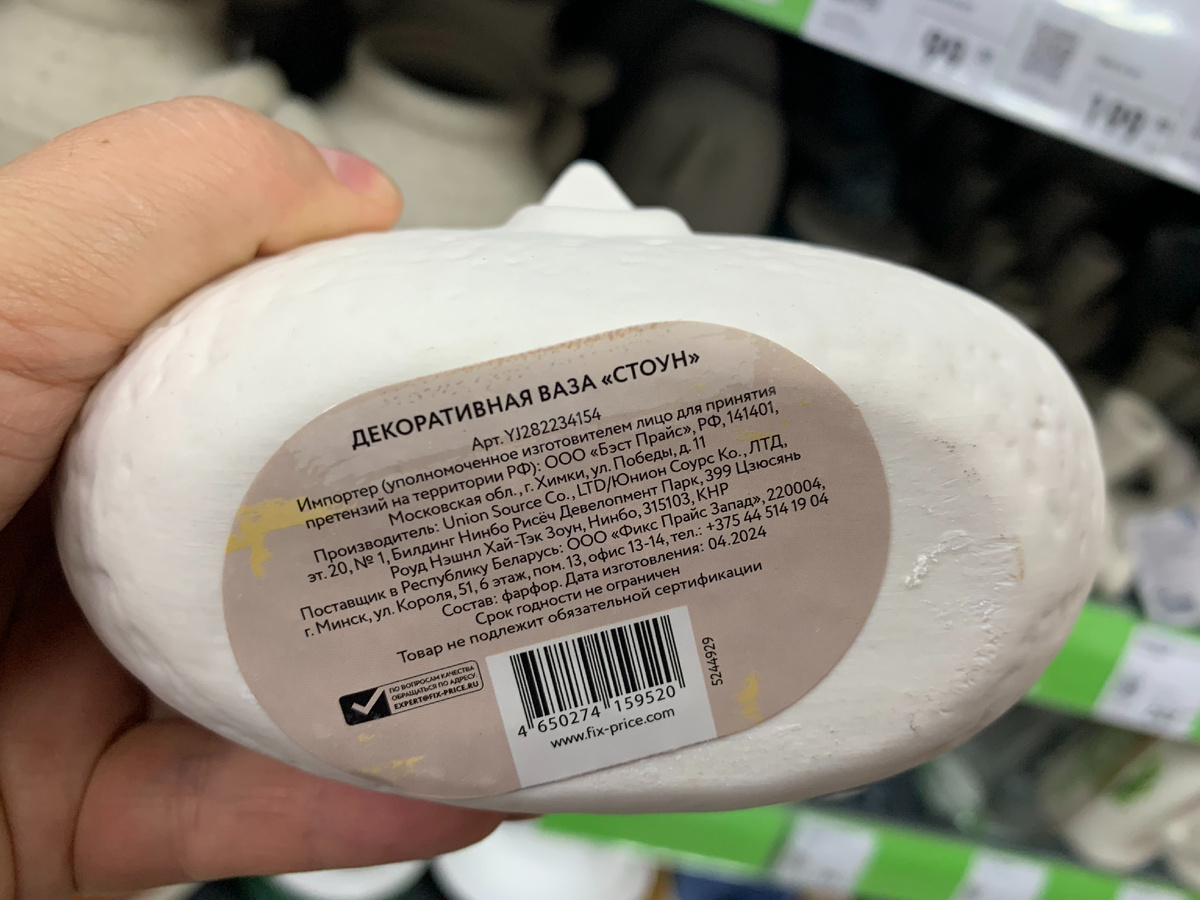 ДЕКОРАТИВНАЯ ВАЗА «СТОУН»
Арт. YJ282234154
Импортер (уполномоченное изготовителем лицо для принятия
претензий на территории РФ): ООО «Бэст Прайс», РФ, 141401,
Московская обл., г. Химки, ул. Победы, д. 11
Производитель: Union Source Co., LTD/Юнион Соурс Ко., ЛТД,
эт. 20, № 1, Билдинг Нинбо Рисёч Девелопмент Парк, 399 Цзюсянь
Роуд Нэшнл Хай-Тэк Зоун, Нинбо, 315103, КНР
Поставщик в Республику Беларусь: ООО «Фикс Прайс Запад», 220004,
г. Минск, ул. Короля, 51, 6 этаж, пом. 13, офис 13-14, тел.: +375 44 514 19 04
Состав: фарфор. Дата изготовления: 04.2024
Срок годности не ограничен
Товар не подлежит обязательной сертификации
ПО ВОПРОСАМ КАЧЕСТВА
ОБРАЩАТЬСЯ ПО АДРЕСУ:
EXPERT@FIX-PRICE.RU
4 650274 159520
www.fix-price.com
5244929
99
199